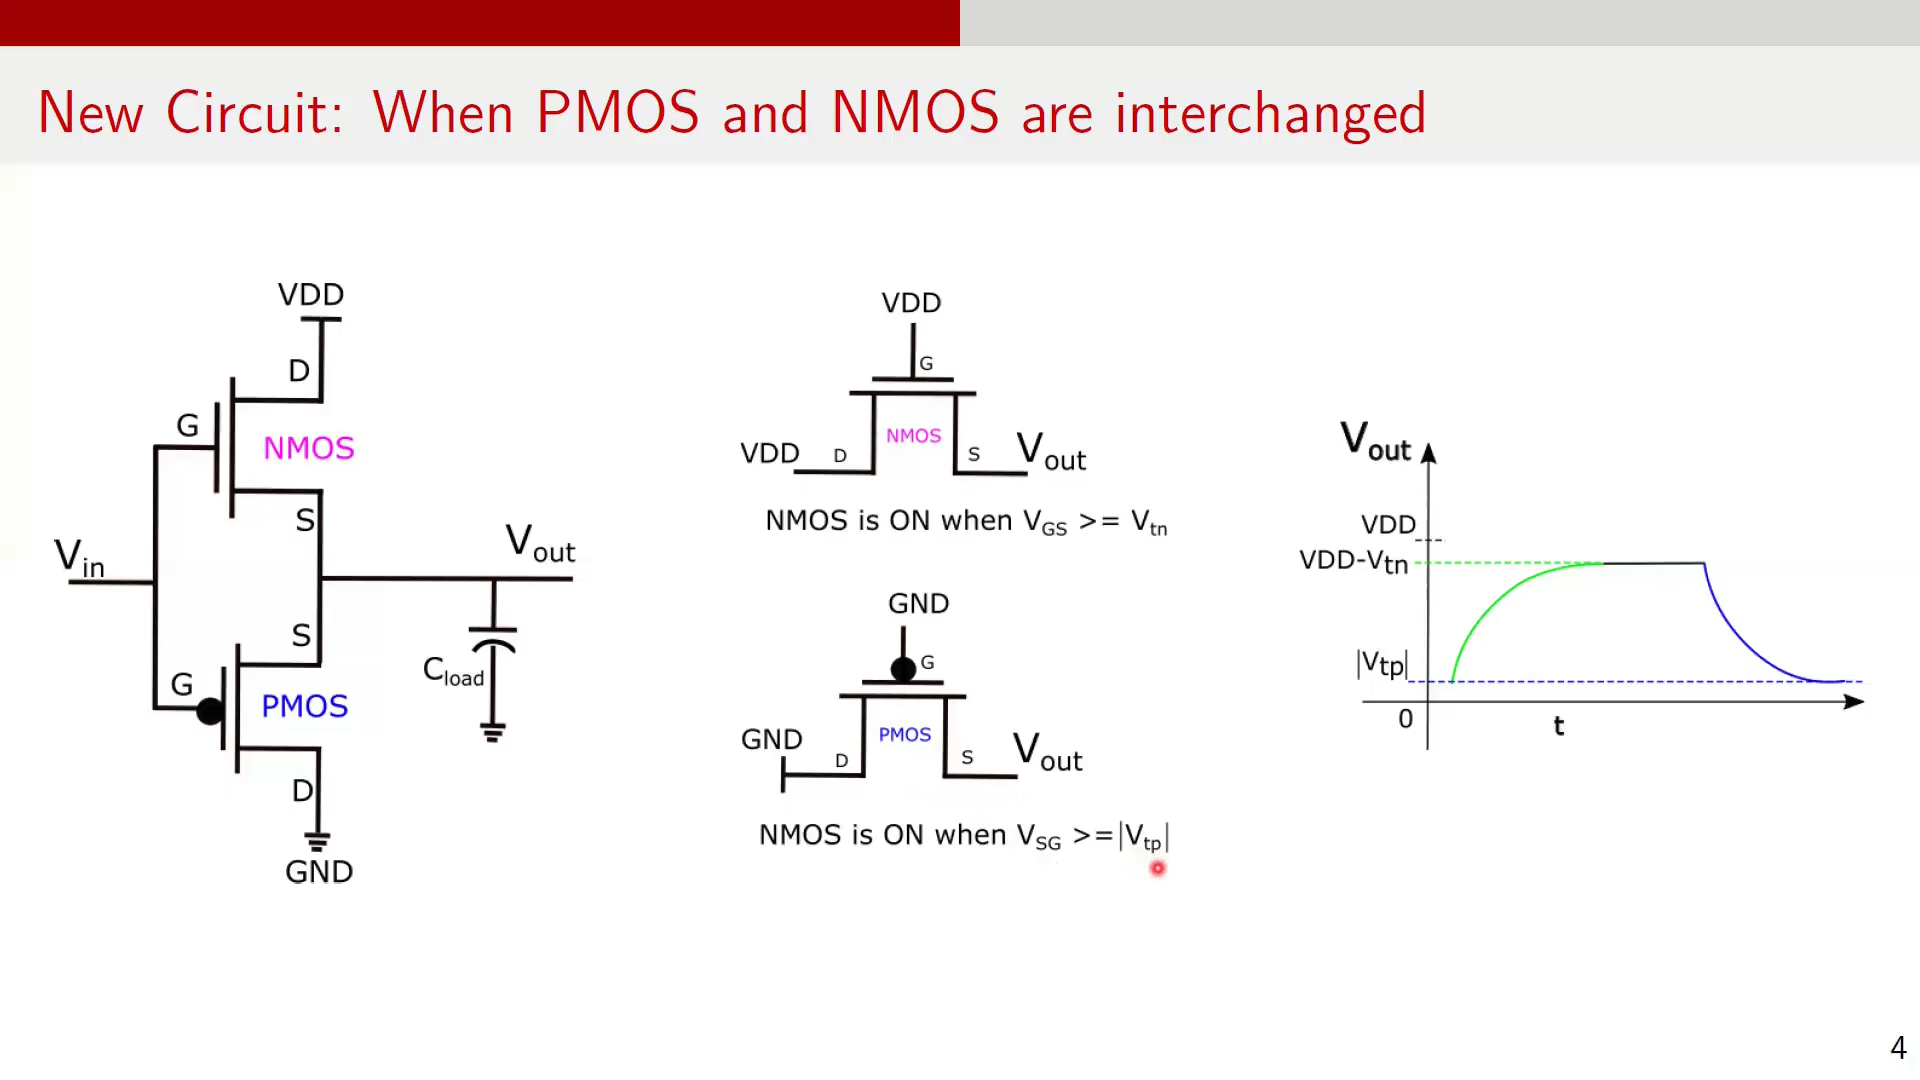 New Circuit: When PMOS and NMOS are interchanged
VDD
D
G
NMOS
S
Vin
Vout
S
G
PMOS
Cload
D
GND
VDD
G
VDD
D
NMOS
S
Vout
NMOS is ON when VGS >= Vtn
GND
G
GND
D
PMOS
S
Vout
NMOS is ON when VSG >=|Vtp|
Vout
VDD
VDD-Vtn
|Vtp|
0
t
4